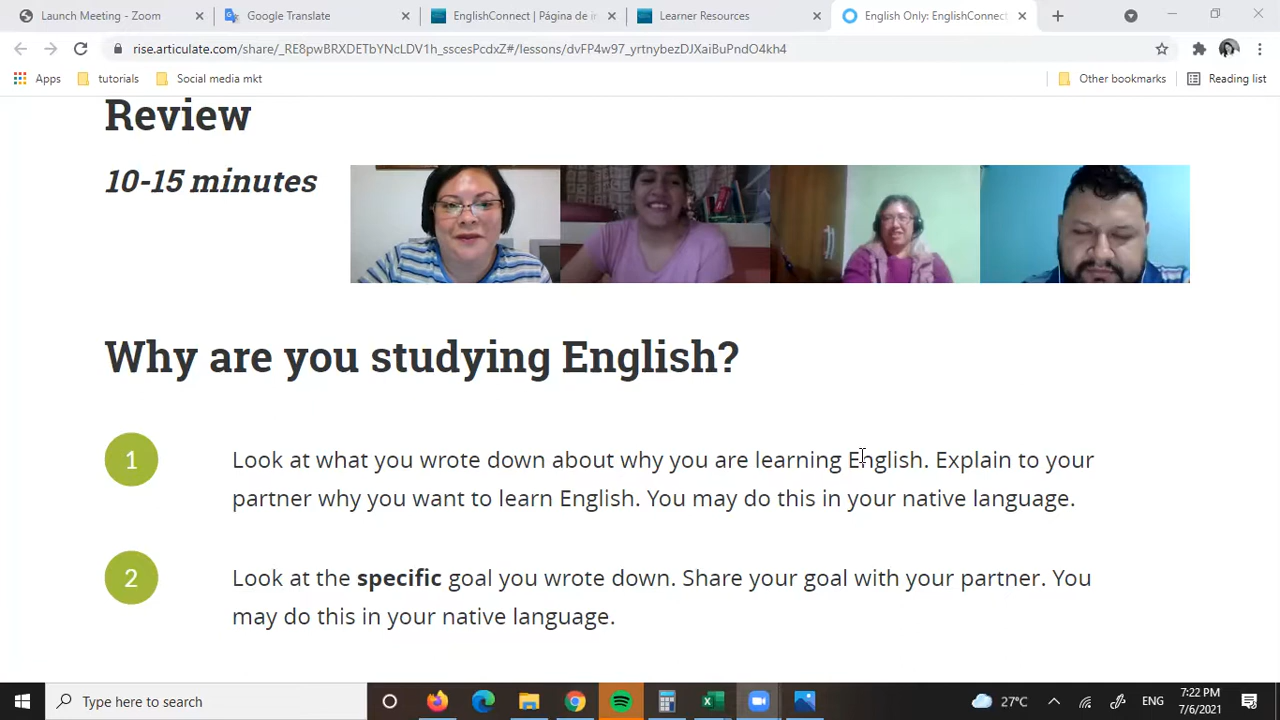 Launch Meeting - Zoom
Google Translate
EnglishConnect | Página de in
Learner Resources
English Only: EnglishConnect
rise.articulate.com/share/_RE8pwBRXDETbYNcLDV1h_sscesPcdxZ#/lessons/dvFP4w97_yrtnybezDJXaiBuPndO4kh4
Apps
tutorials
Social media mkt
Other bookmarks
Reading list
Review
10-15 minutes
Why are you studying English?
1
Look at what you wrote down about why you are learning English. Explain to your
partner why you want to learn English. You may do this in your native language.
2
Look at the specific goal you wrote down. Share your goal with your partner. You
may do this in your native language.
Type here to search
27°C
ENG
7:22 PM
7/6/2021